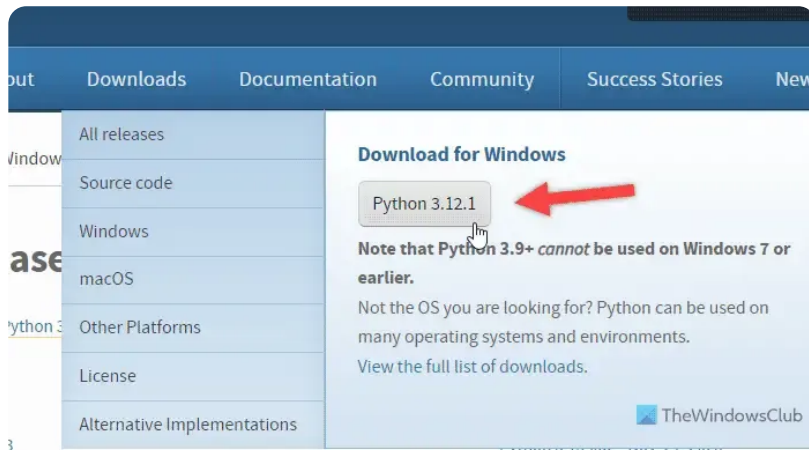 out Downloads Documentation Community Success Stories New
All releases
Source code
Windows
macOS
Other Platforms
License
Alternative Implementations
Window
ase
Python 3
3
Download for Windows
Python 3.12.1
Note that Python 3.9+ cannot be used on Windows 7 or
earlier.
Not the OS you are looking for? Python can be used on
many operating systems and environments.
View the full list of downloads.
TheWindowsClub